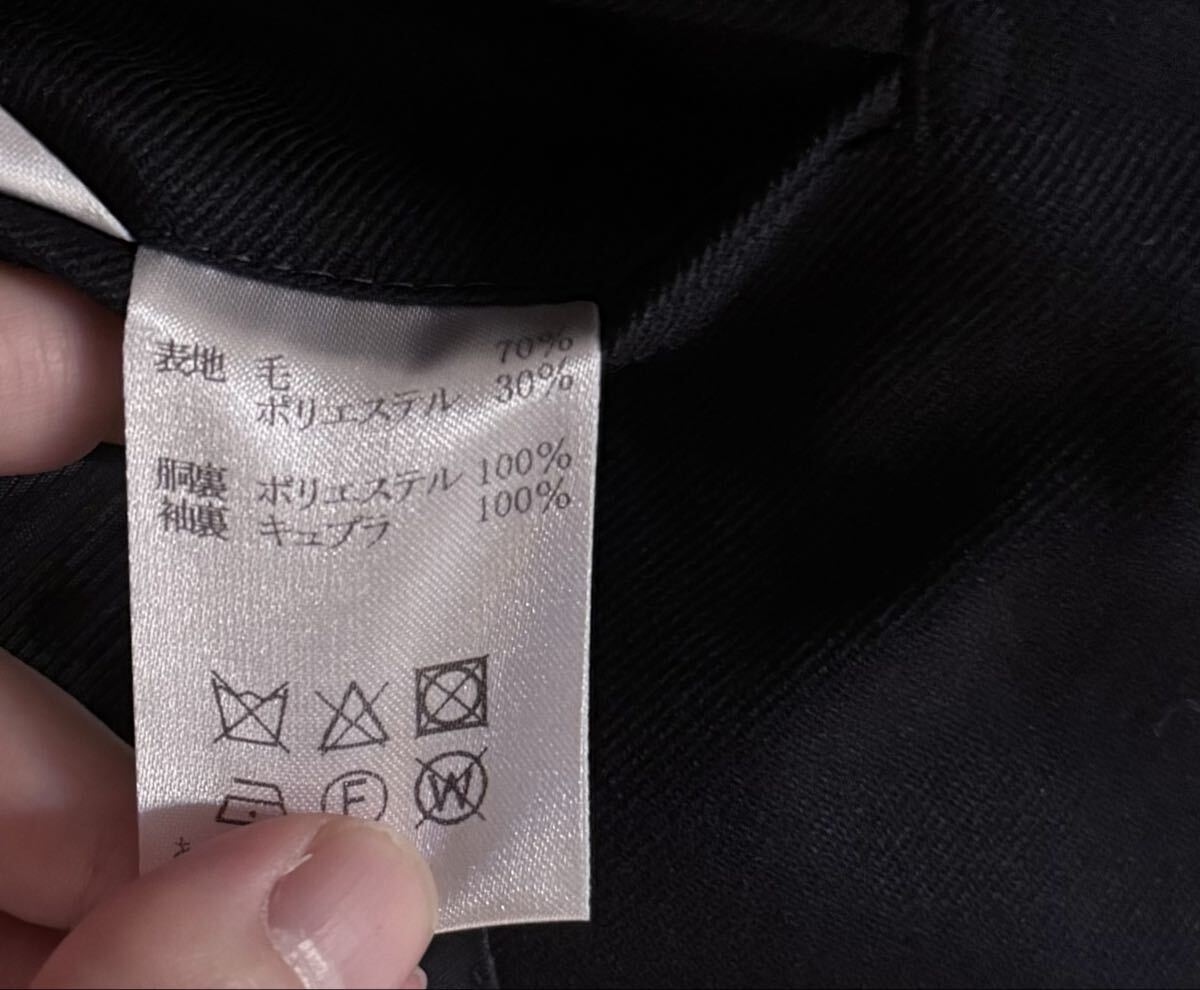 表地 毛 70%
ポリエステル 30%
胴裏 ポリエステル 100%
袖裏 キュプラ 100%
F W